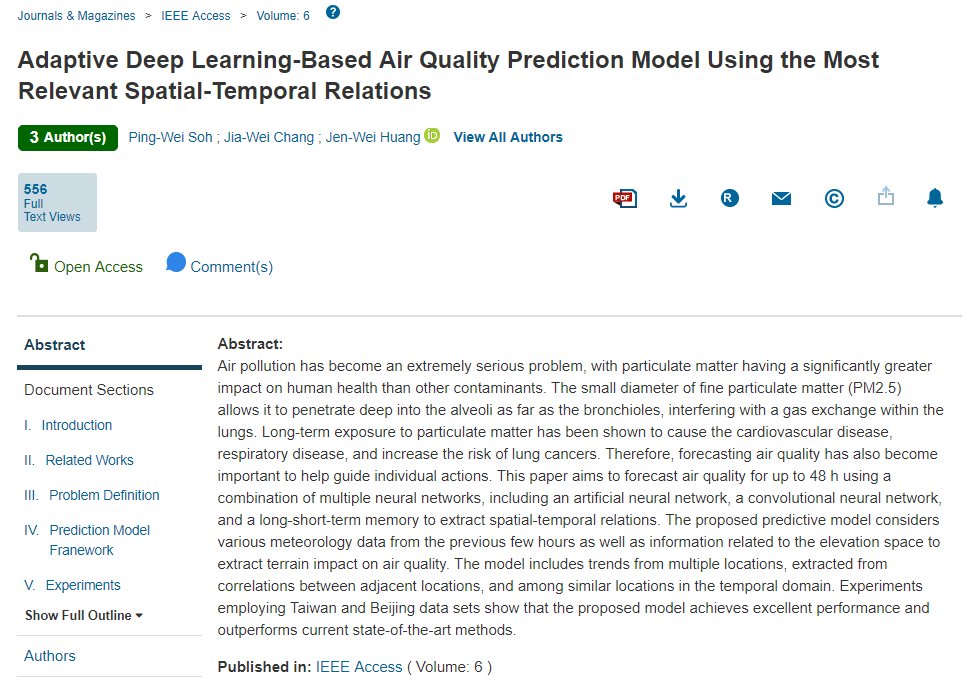 Journals & Magazines > IEEE Access > Volume: 6 ?
Adaptive Deep Learning-Based Air Quality Prediction Model Using the Most
Relevant Spatial-Temporal Relations
3 Author(s) Ping-Wei Soh ; Jia-Wei Chang ; Jen-Wei Huang iD View All Authors
556
Full
Text Views
PDF R C
Open Access Comment(s)
Abstract
Document Sections
I. Introduction
II. Related Works
III. Problem Definition
IV. Prediction Model
Franework
V. Experiments
Show Full Outline
Authors
Abstract:
Air pollution has become an extremely serious problem, with particulate matter having a significantly greater
impact on human health than other contaminants. The small diameter of fine particulate matter (PM2.5)
allows it to penetrate deep into the alveoli as far as the bronchioles, interfering with a gas exchange within the
lungs. Long-term exposure to particulate matter has been shown to cause the cardiovascular disease,
respiratory disease, and increase the risk of lung cancers. Therefore, forecasting air quality has also become
important to help guide individual actions. This paper aims to forecast air quality for up to 48 h using a
combination of multiple neural networks, including an artificial neural network, a convolutional neural network,
and a long-short-term memory to extract spatial-temporal relations. The proposed predictive model considers
various meteorology data from the previous few hours as well as information related to the elevation space to
extract terrain impact on air quality. The model includes trends from multiple locations, extracted from
correlations between adjacent locations, and among similar locations in the temporal domain. Experiments
employing Taiwan and Beijing data sets show that the proposed model achieves excellent performance and
outperforms current state-of-the-art methods.
Published in: IEEE Access ( Volume: 6 )